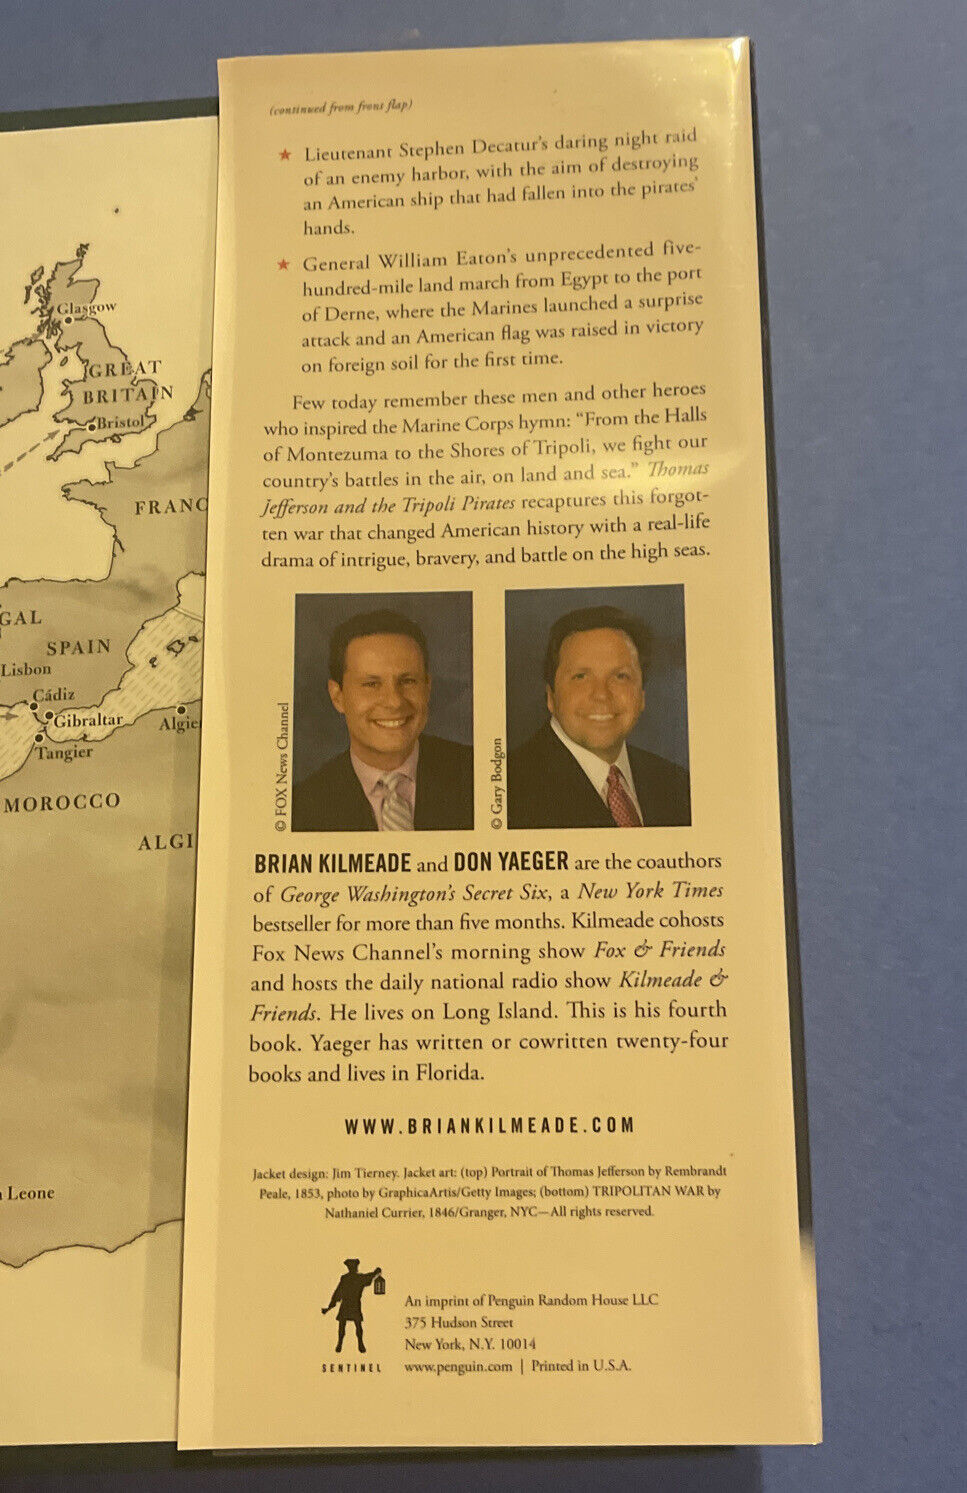 (continued from front flap)
★ Lieutenant Stephen Decatur's daring night raid
of an enemy harbor, with the aim of destroying
an American ship that had fallen into the pirates'
hands.
★ General William Eaton's unprecedented five-
hundred-mile land march from Egypt to the port
of Derne, where the Marines launched a surprise
attack and an American flag was raised in victory
on foreign soil for the first time.
Few today remember these men and other heroes
who inspired the Marine Corps hymn: “From the Halls
of Montezuma to the Shores of Tripoli, we fight our
country's battles in the air, on land and sea.” Thomas
Jefferson and the Tripoli Pirates recaptures this forgot-
ten war that changed American history with a real-life
drama of intrigue, bravery, and battle on the high seas.
© FOX News Channel
© Gary Bodgon
BRIAN KILMEADE and DON YAEGER are the coauthors
of George Washington's Secret Six, a New York Times
bestseller for more than five months. Kilmeade cohosts
Fox News Channel's morning show Fox & Friends
and hosts the daily national radio show Kilmeade &
Friends. He lives on Long Island. This is his fourth
book. Yaeger has written or cowritten twenty-four
books and lives in Florida.
WWW.BRIANKILMEADE.COM
Jacket design: Jim Tierney. Jacket art: (top) Portrait of Thomas Jefferson by Rembrandt
Peale, 1853, photo by GraphicaArtis/Getty Images; (bottom) TRIPOLITAN WAR by
Nathaniel Currier, 1846/Granger, NYC—All rights reserved.
SENTINEL
An imprint of Penguin Random House LLC
375 Hudson Street
New York, N.Y. 10014
www.penguin.com | Printed in U.S.A.
Glasgow
GREAT
BRITAIN
Bristol
FRANC
GAL
SPAIN
Lisbon
Cádiz
Gibraltar
Algie
Tangier
MOROCCO
ALGI
Leone